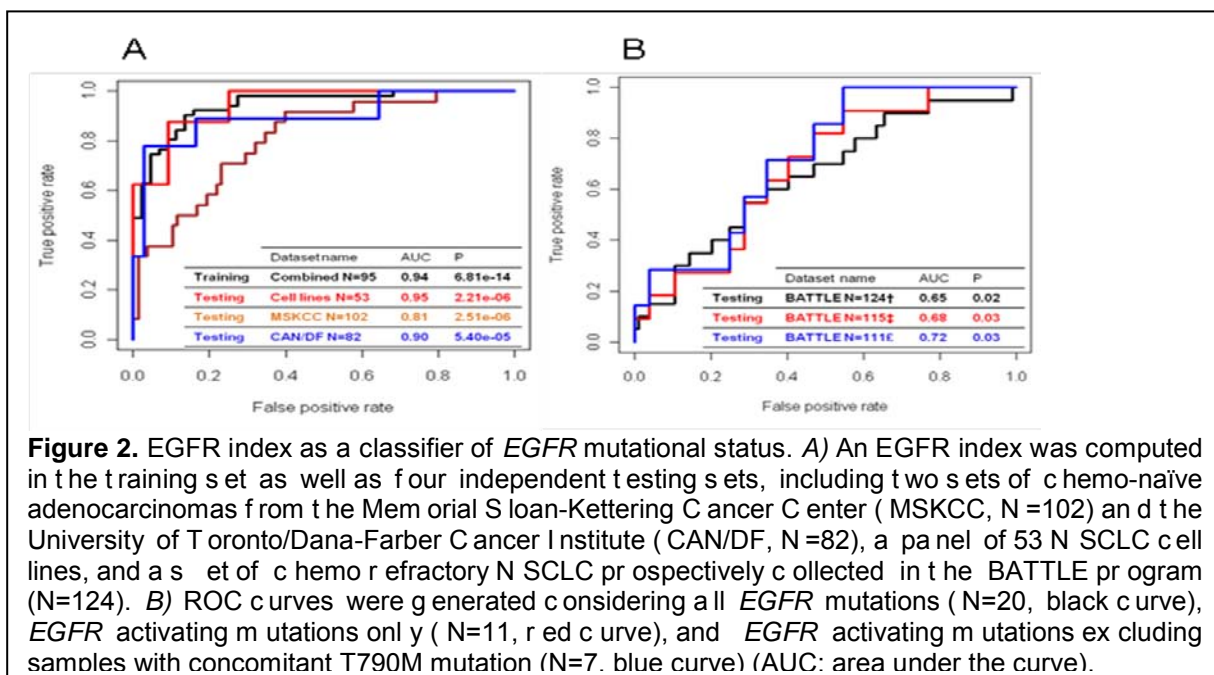 A
B
True positive rate
0.0 0.2 0.4 0.6 0.8 1.0
Dataset name AUC P
Training Combined N=95 0.94 6.81e-14
Testing Cell lines N=53 0.95 2.21e-06
Testing MSKCC N=102 0.81 2.51e-06
Testing CAN/DF N=82 0.90 5.40e-05
0.0 0.2 0.4 0.6 0.8 1.0
False positive rate
True positive rate
0.0 0.2 0.4 0.6 0.8 1.0
Dataset name AUC P
Testing BATTLE N=124† 0.65 0.02
Testing BATTLE N=115‡ 0.68 0.03
Testing BATTLE N=111£ 0.72 0.03
0.0 0.2 0.4 0.6 0.8 1.0
False positive rate
Figure 2. EGFR index as a classifier of EGFR mutational status. A) An EGFR index was computed
in the training set as well as four independent testing sets, including two sets of chemo-naïve
adenocarcinomas from the Memorial Sloan-Kettering Cancer Center (MSKCC, N=102) and the
University of Toronto/Dana-Farber Cancer Institute (CAN/DF, N=82), a panel of 53 NSCLC cell
lines, and a set of chemo refractory NSCLC prospectively collected in the BATTLE program
(N=124). B) ROC curves were generated considering all EGFR mutations (N=20, black curve),
EGFR activating mutations only (N=11, red curve), and EGFR activating mutations excluding
samples with concomitant T790M mutation (N=7, blue curve) (AUC: area under the curve).